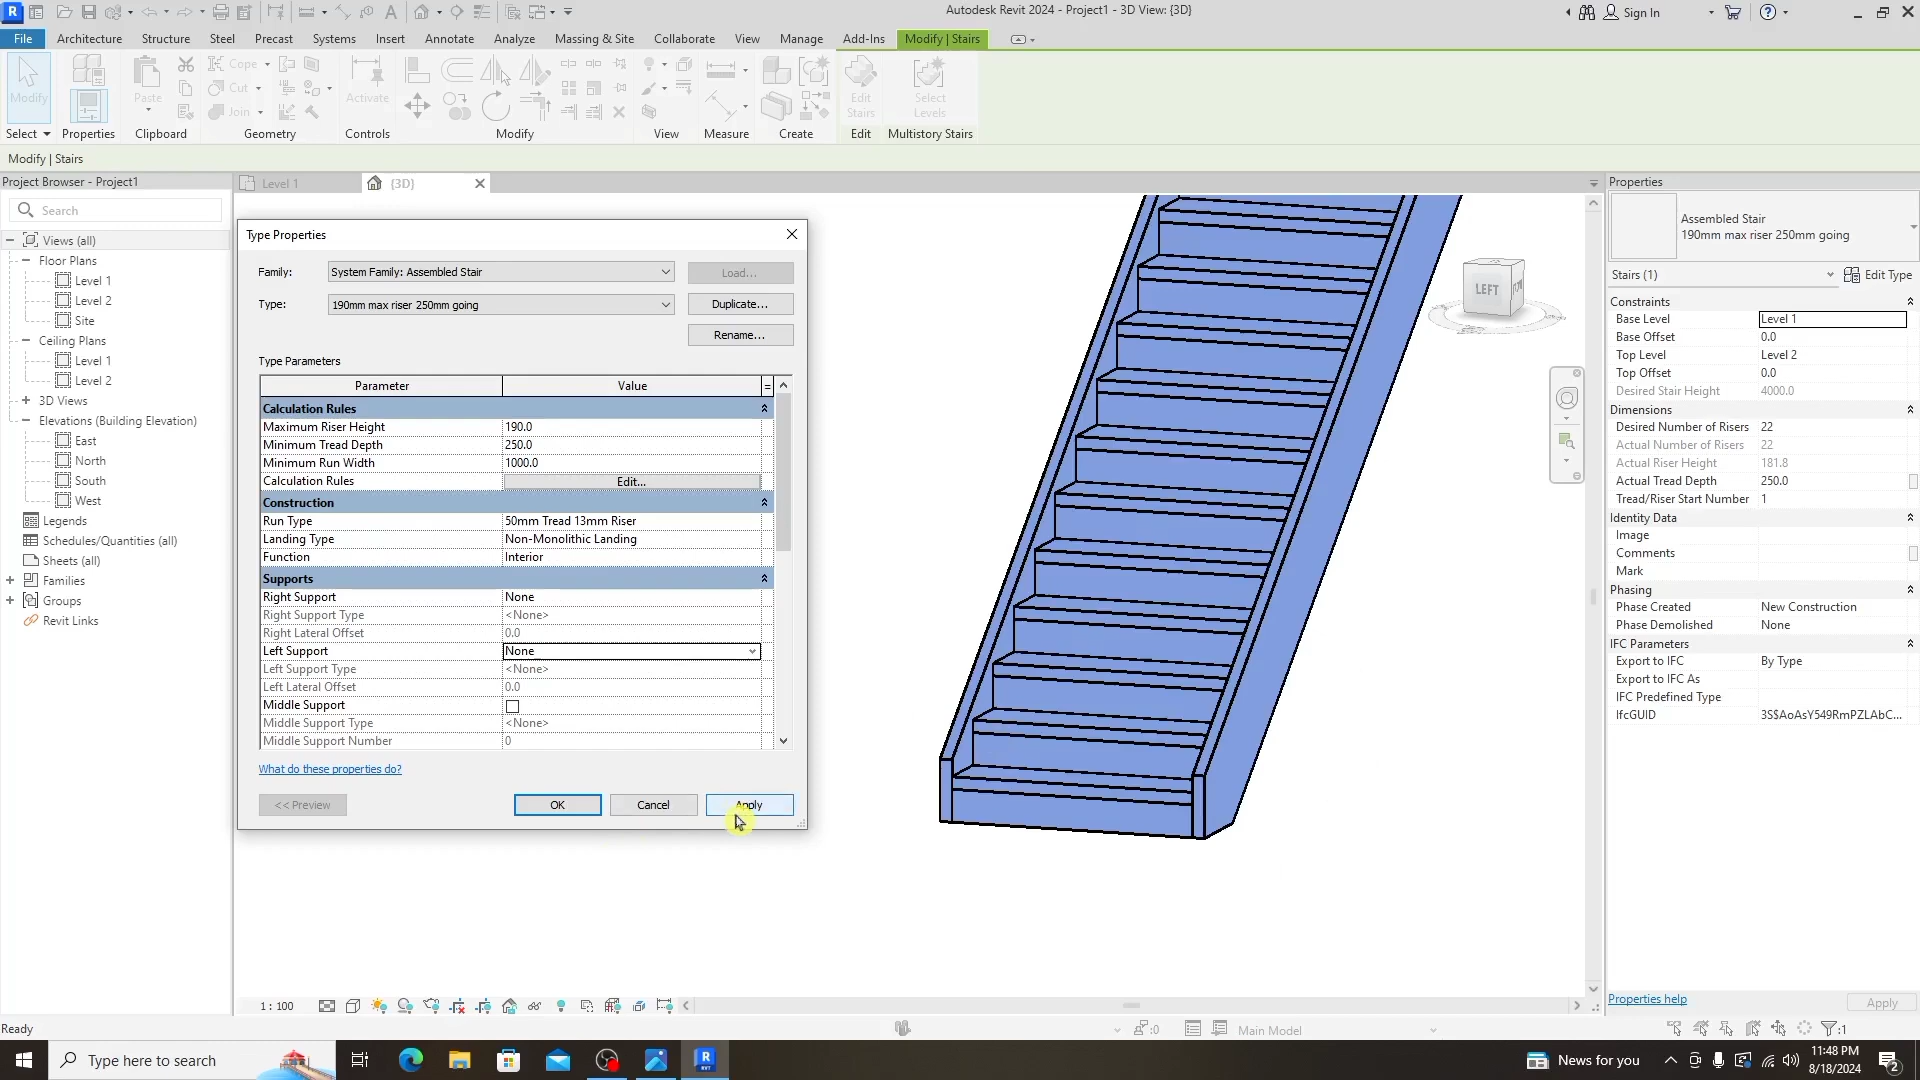 Autodesk Revit 2024 - Project1 - 3D View: {3D}
Sign In
File Architecture Structure Steel Precast Systems Insert Annotate Analyze Massing & Site Collaborate View Manage Add-Ins Modify | Stairs
Modify
Paste
Cope
Cut
Join
Activate
Edit Stairs
Select Levels
Select Properties Clipboard Geometry Controls Modify View Measure Create Edit Multistory Stairs
Modify | Stairs
Project Browser - Project1
Search
Views (all)
Floor Plans
Level 1
Level 2
Site
Ceiling Plans
Level 1
Level 2
3D Views
Elevations (Building Elevation)
East
North
South
West
Legends
Schedules/Quantities (all)
Sheets (all)
Families
Groups
Revit Links
Level 1
{3D}
Type Properties
Family: System Family: Assembled Stair Load...
Type: 190mm max riser 250mm going Duplicate...
Rename...
Type Parameters
Parameter Value =
Calculation Rules
Maximum Riser Height 190.0
Minimum Tread Depth 250.0
Minimum Run Width 1000.0
Calculation Rules Edit...
Construction
Run Type 50mm Tread 13mm Riser
Landing Type Non-Monolithic Landing
Function Interior
Supports
Right Support None
Right Support Type <None>
Right Lateral Offset 0.0
Left Support None
Left Support Type <None>
Left Lateral Offset 0.0
Middle Support
Middle Support Type <None>
Middle Support Number 0
What do these properties do?
<< Preview OK Cancel Apply
LEFT
Properties
Assembled Stair
190mm max riser 250mm going
Stairs (1) Edit Type
Constraints
Base Level Level 1
Base Offset 0.0
Top Level Level 2
Top Offset 0.0
Desired Stair Height 4000.0
Dimensions
Desired Number of Risers 22
Actual Number of Risers 22
Actual Riser Height 181.8
Actual Tread Depth 250.0
Tread/Riser Start Number 1
Identity Data
Image
Comments
Mark
Phasing
Phase Created New Construction
Phase Demolished None
IFC Parameters
Export to IFC By Type
Export to IFC As
IFC Predefined Type
IfcGUID 3S$AoAsY549RmPZLAbC...
Properties help Apply
1 : 100
Ready
:0
Main Model
:1
Type here to search
News for you
11:48 PM
8/18/2024
2